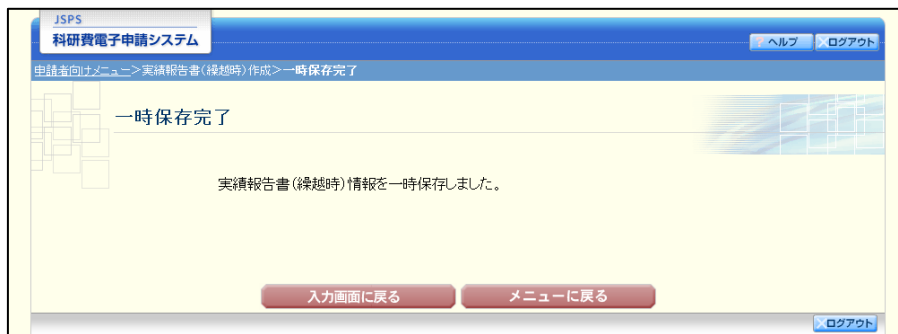 JSPS
科研費電子申請システム
? ヘルプ ×ログアウト
申請者向けメニュー>実績報告書(繰越時)作成>一時保存完了
一時保存完了
実績報告書(繰越時)情報を一時保存しました。
入力画面に戻る メニューに戻る
×ログアウト